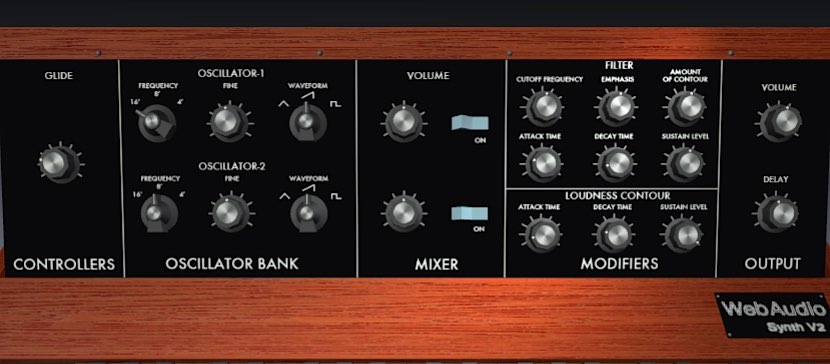 GLIDE
CONTROLLERS
OSCILLATOR-1
FREQUENCY
16' 8' 4'
FINE
WAVEFORM
OSCILLATOR-2
FREQUENCY
16' 8' 4'
FINE
WAVEFORM
OSCILLATOR BANK
VOLUME
ON
ON
MIXER
FILTER
CUTOFF FREQUENCY
EMPHASIS
AMOUNT
OF CONTOUR
ATTACK TIME
DECAY TIME
SUSTAIN LEVEL
LOUDNESS CONTOUR
ATTACK TIME
DECAY TIME
SUSTAIN LEVEL
MODIFIERS
VOLUME
DELAY
OUTPUT
WebAudio
Synth V2